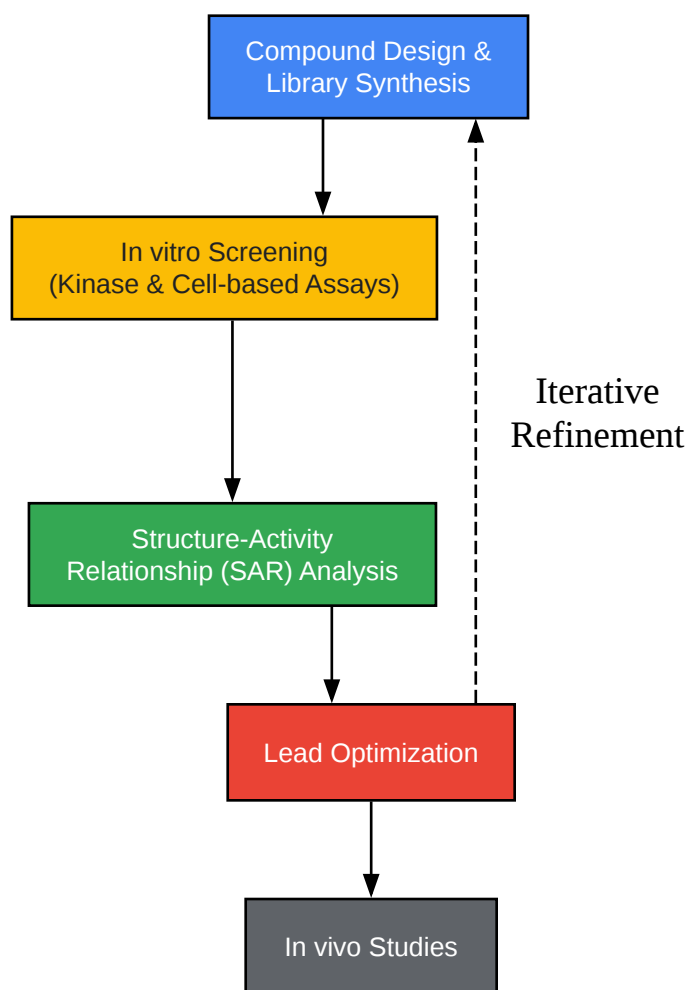 Compound Design &
Library Synthesis
In vitro Screening
(Kinase & Cell-based Assays)
Iterative
Refinement
Structure-Activity
Relationship (SAR) Analysis
Lead Optimization
In vivo Studies